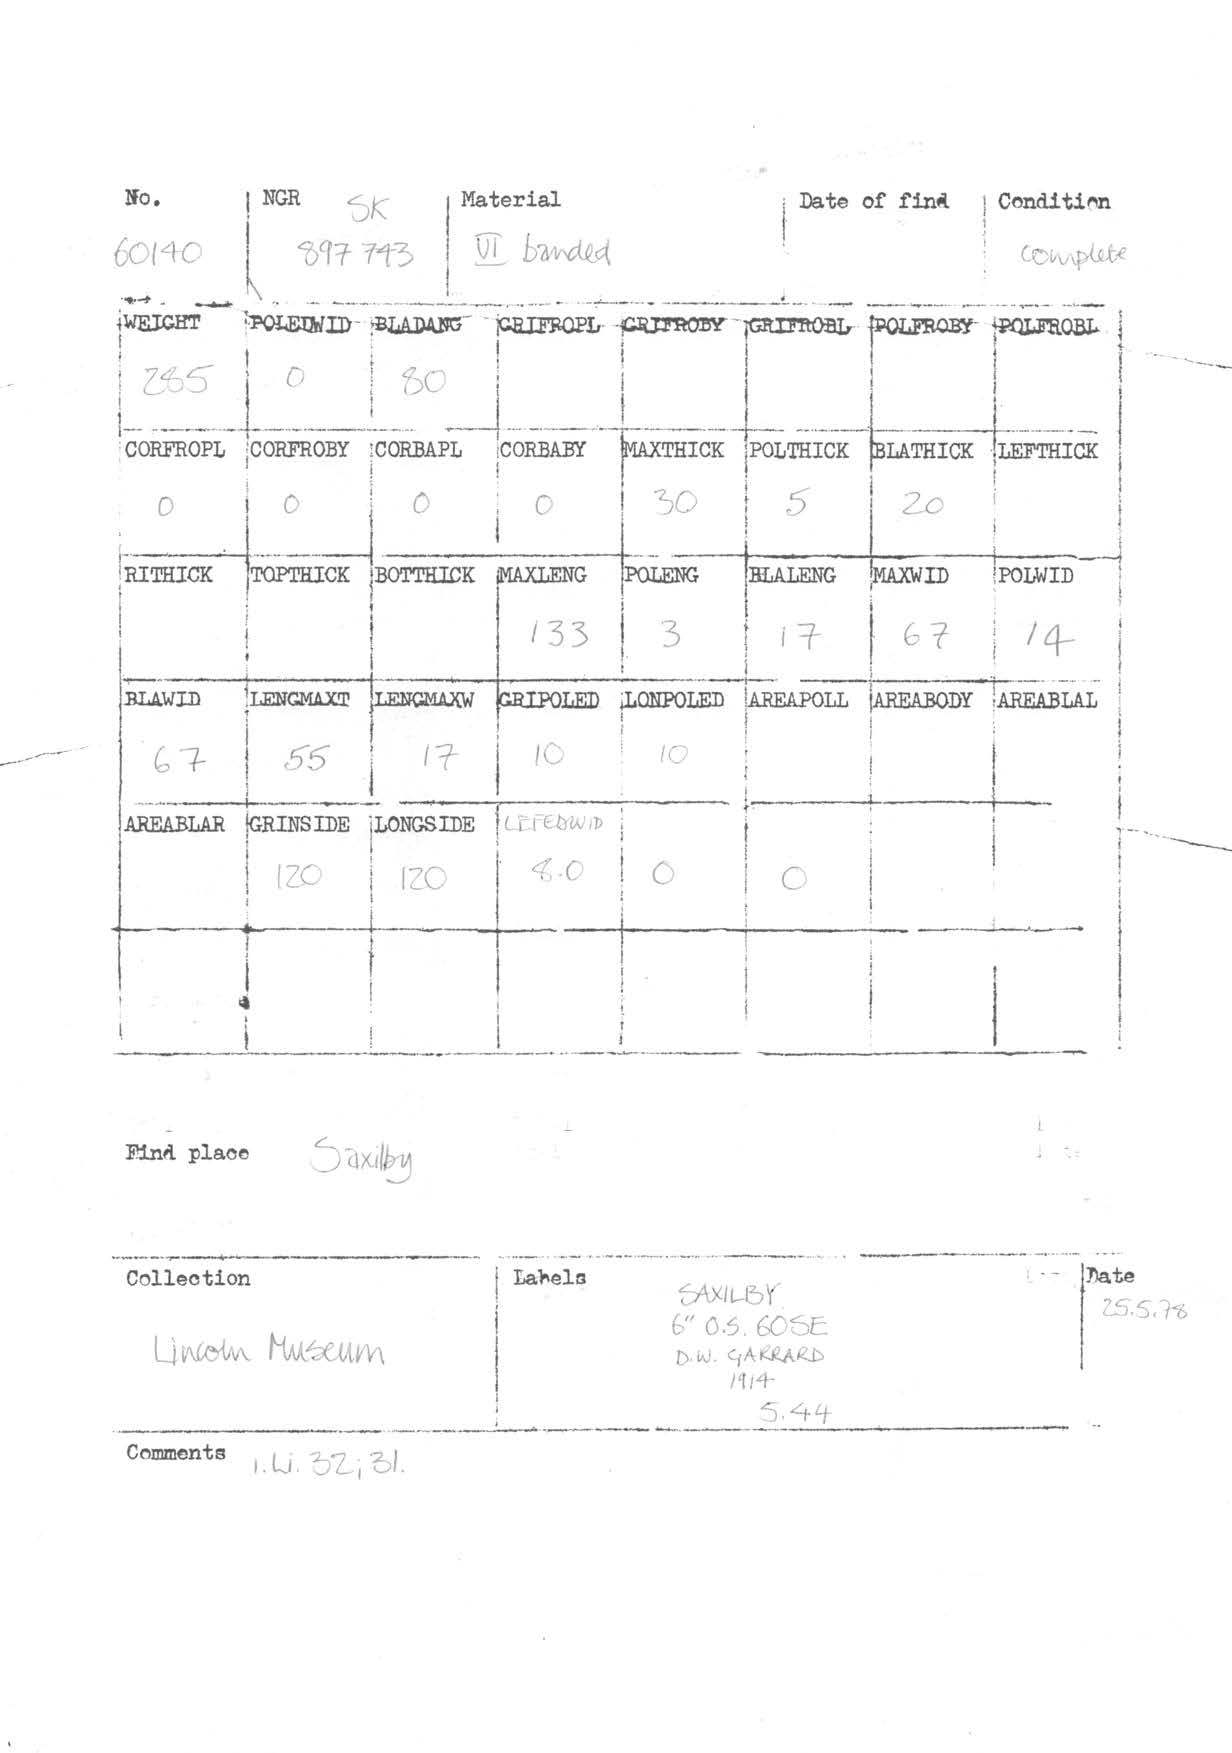 No. NGR SK Material Date of find Condition
60140 897 743 VI banded complete
WEIGHT POLEDWID BLADANG GRIFROPL GRIFROBY GRIFROBL POLFROBY POLFROBL
285 0 80
CORFROPL CORFROBY CORBAPL CORBABY MAXTHICK POLTHICK BLATHICK LEFTHICK
0 0 0 0 30 5 20
RITHICK TOPTHICK BOTTHICK MAXLENG POLENG BLALENG MAXWID POLWID
133 3 17 67 14
BLAWID LENGMAXT LENGMAXW GRIPOLED LONPOLED AREAPOLL AREABODY AREABLAL
67 55 17 10 10
AREABLAR GRINSIDE LONGSIDE LEFEDWID
120 120 8.0 0 0
Find place Saxilby
Collection Labels Date
SAXILBY 25.5.78
6" O.S. 60SE
Lincoln Museum D.W. GARRARD
1914
5.44
Comments i.Li. 32; 31.